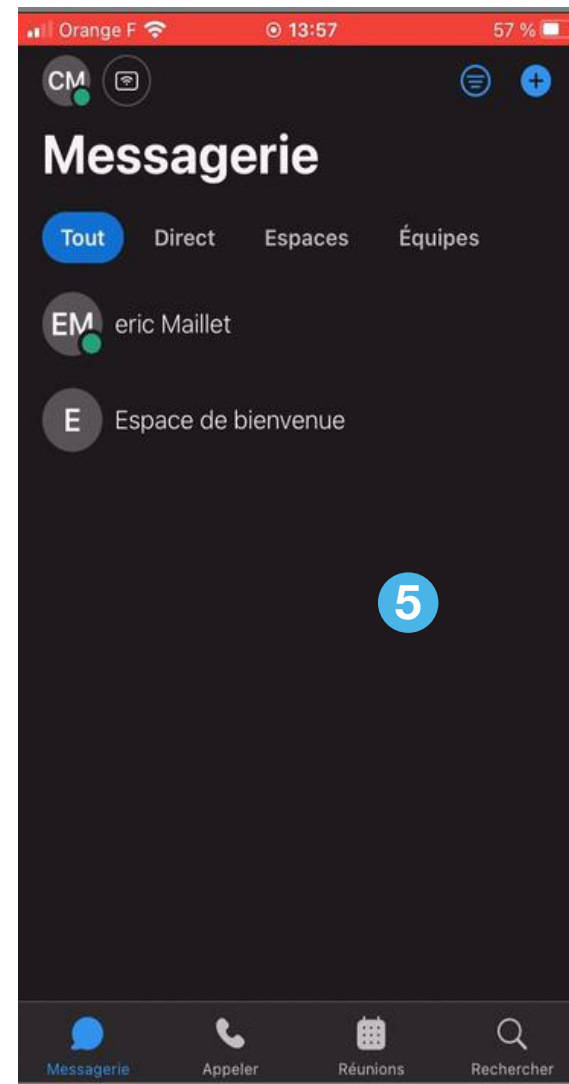 Orange F 13:57 57 %
CM
Messagerie
Tout Direct Espaces Équipes
EM eric Maillet
E Espace de bienvenue
5
Messagerie Appeler Réunions Rechercher